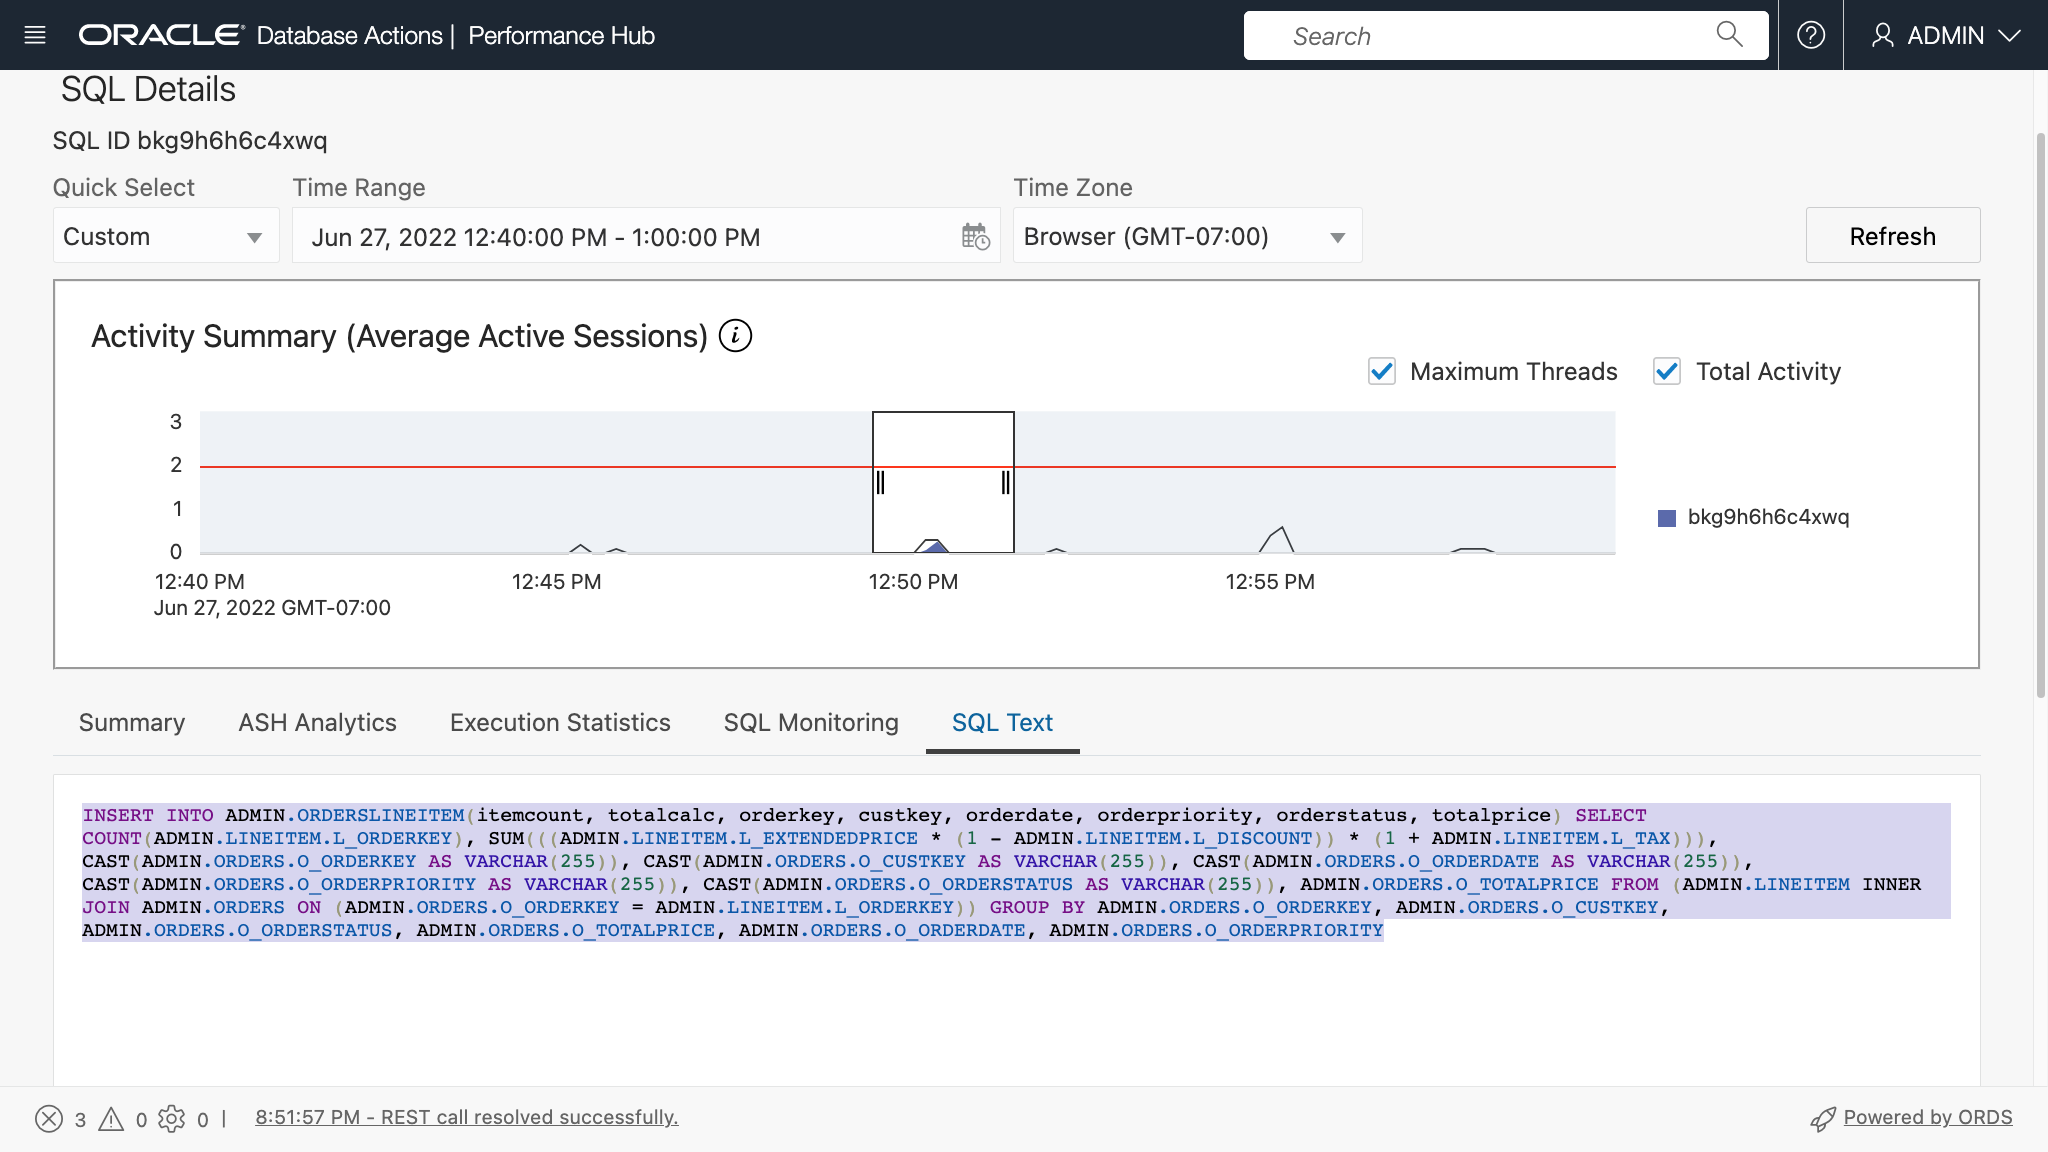 ORACLE Database Actions | Performance Hub
Search
ADMIN
SQL Details
SQL ID bkg9h6h6c4xwq
Quick Select
Time Range
Time Zone
Custom
Jun 27, 2022 12:40:00 PM - 1:00:00 PM
Browser (GMT-07:00)
Refresh
Activity Summary (Average Active Sessions)
Maximum Threads
Total Activity
3
2
1
0
bkg9h6h6c4xwq
12:40 PM
12:45 PM
12:50 PM
12:55 PM
Jun 27, 2022 GMT-07:00
Summary
ASH Analytics
Execution Statistics
SQL Monitoring
SQL Text
INSERT INTO ADMIN.ORDERSLINEITEM(itemcount, totalcalc, orderkey, custkey, orderdate, orderpriority, orderstatus, totalprice) SELECT
COUNT(ADMIN.LINEITEM.L_ORDERKEY), SUM(((ADMIN.LINEITEM.L_EXTENDEDPRICE * (1 - ADMIN.LINEITEM.L_DISCOUNT)) * (1 + ADMIN.LINEITEM.L_TAX))),
CAST(ADMIN.ORDERS.O_ORDERKEY AS VARCHAR(255)), CAST(ADMIN.ORDERS.O_CUSTKEY AS VARCHAR(255)), CAST(ADMIN.ORDERS.O_ORDERDATE AS VARCHAR(255)),
CAST(ADMIN.ORDERS.O_ORDERPRIORITY AS VARCHAR(255)), CAST(ADMIN.ORDERS.O_ORDERSTATUS AS VARCHAR(255)), ADMIN.ORDERS.O_TOTALPRICE FROM (ADMIN.LINEITEM INNER
JOIN ADMIN.ORDERS ON (ADMIN.ORDERS.O_ORDERKEY = ADMIN.LINEITEM.L_ORDERKEY)) GROUP BY ADMIN.ORDERS.O_ORDERKEY, ADMIN.ORDERS.O_CUSTKEY,
ADMIN.ORDERS.O_ORDERSTATUS, ADMIN.ORDERS.O_TOTALPRICE, ADMIN.ORDERS.O_ORDERDATE, ADMIN.ORDERS.O_ORDERPRIORITY
3 0 0 | 8:51:57 PM - REST call resolved successfully.
Powered by ORDS